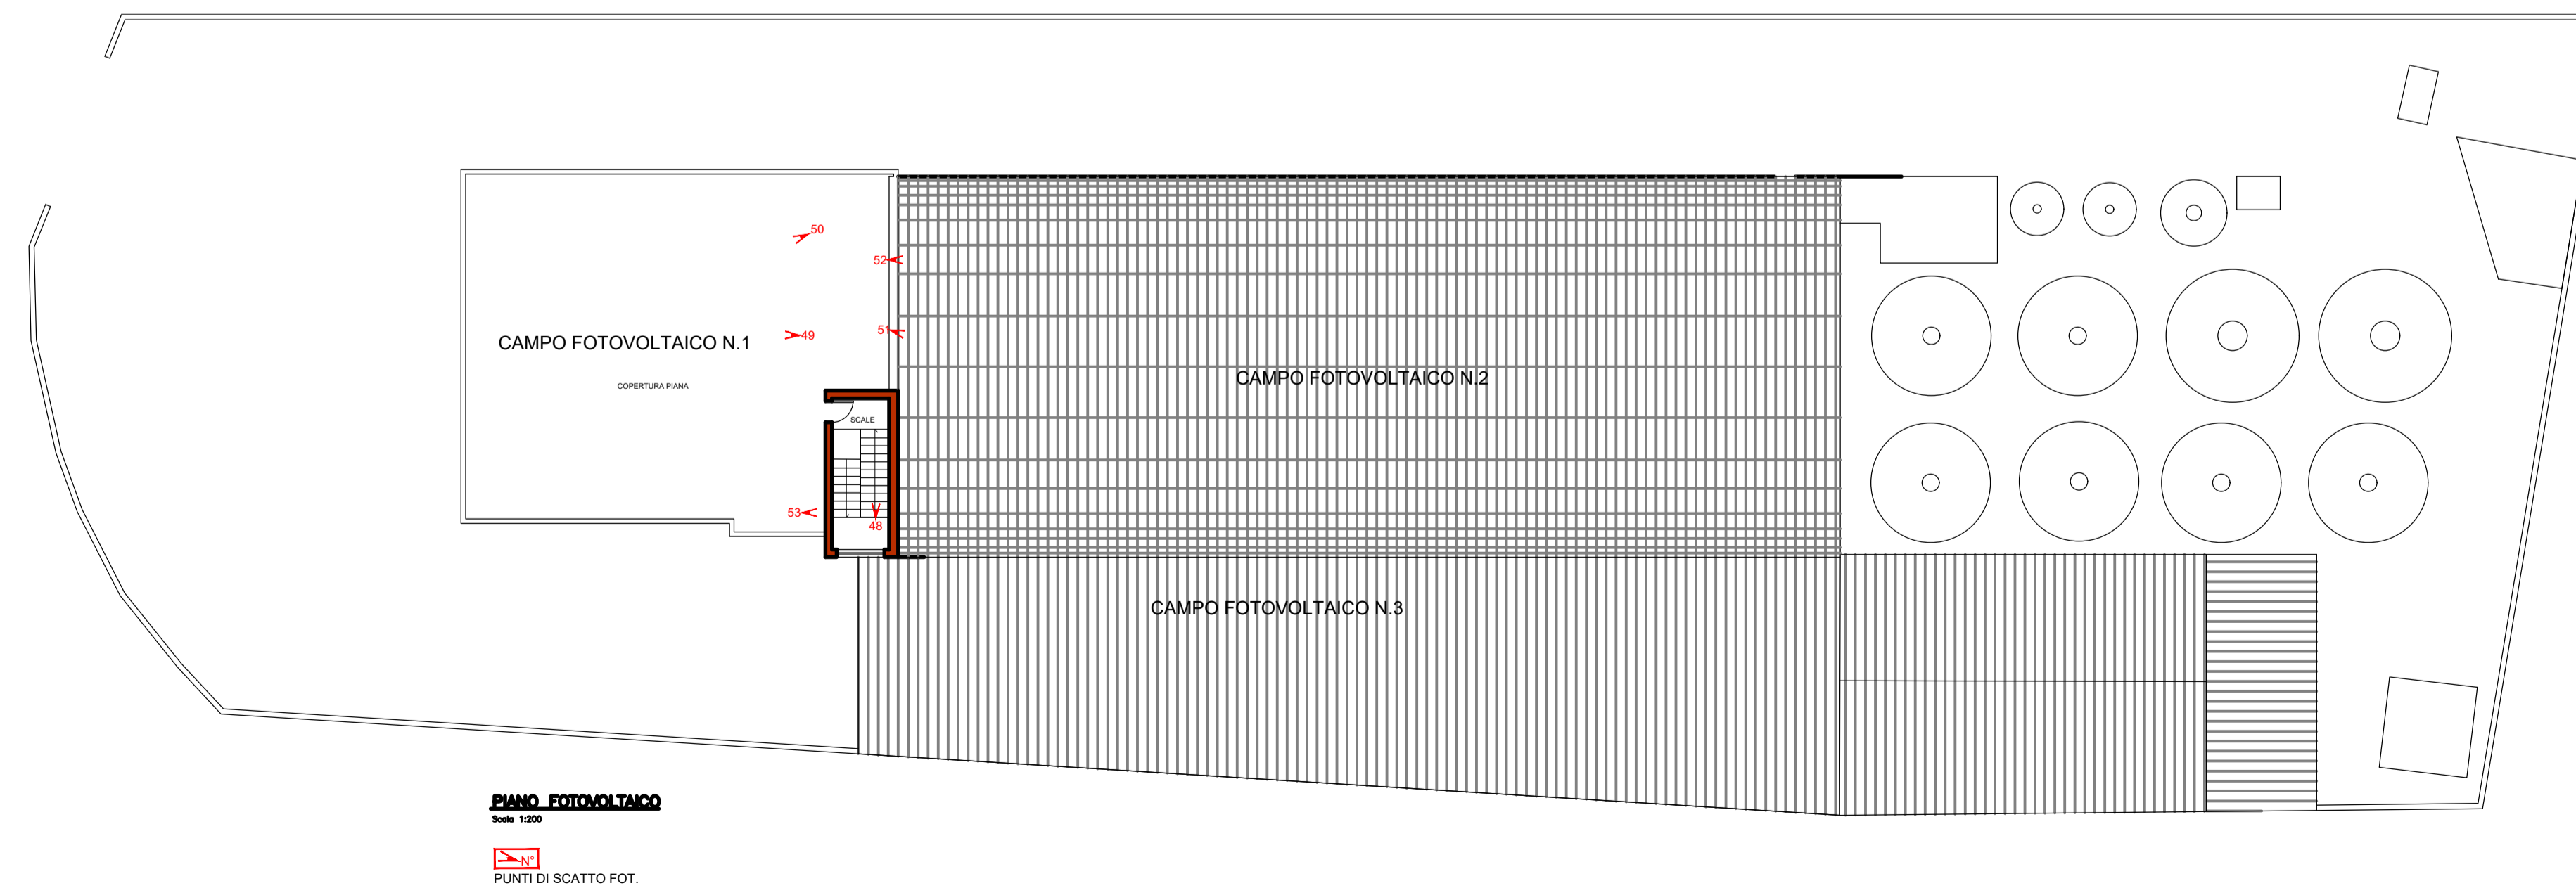 50
52
51
49
CAMPO FOTOVOLTAICO N.1
CAMPO FOTOVOLTAICO N.2
COPERTURA PIANA
SCALE
53
48
CAMPO FOTOVOLTAICO N.3
PIANO FOTOVOLTAICO
Scala 1:200
N°
PUNTI DI SCATTO FOT.